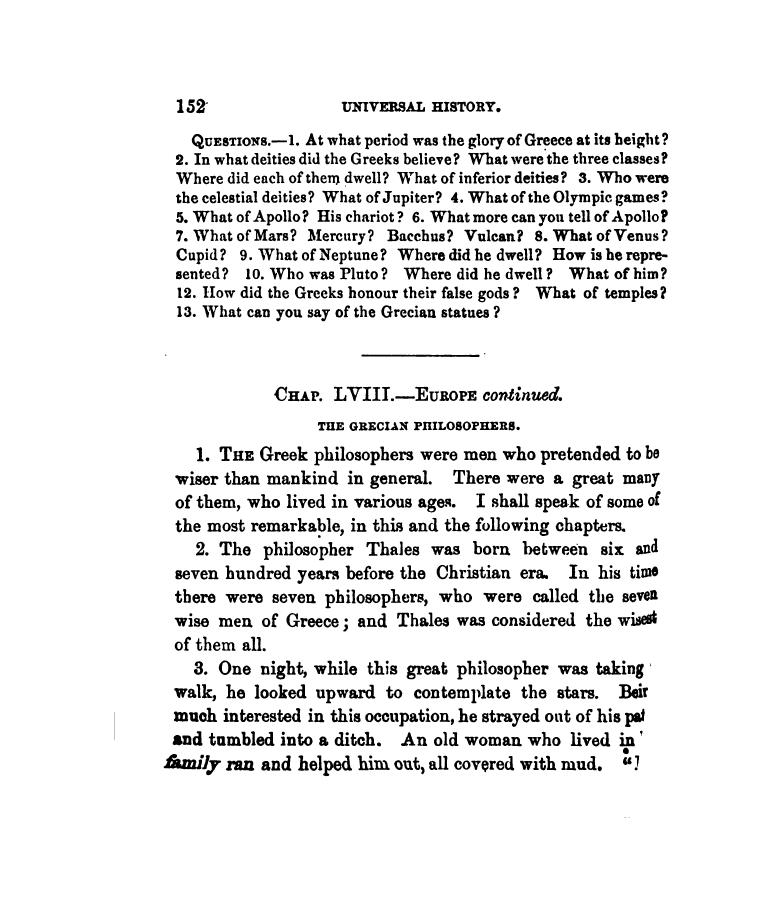 152 UNIVERSAL HISTORY.
QUESTIONS.—1. At what period was the glory of Greece at its height?
2. In what deities did the Greeks believe? What were the three classes?
Where did each of them dwell? What of inferior deities? 3. Who were
the celestial deities? What of Jupiter? 4. What of the Olympic games?
5. What of Apollo? His chariot? 6. What more can you tell of Apollo?
7. What of Mars? Mercury? Bacchus? Vulcan? 8. What of Venus?
Cupid? 9. What of Neptune? Where did he dwell? How is he repre-
sented? 10. Who was Pluto? Where did he dwell? What of him?
12. How did the Greeks honour their false gods? What of temples?
13. What can you say of the Grecian statues?
CHAP. LVIII.—EUROPE continued.
THE GRECIAN PHILOSOPHERS.
1. THE Greek philosophers were men who pretended to be
wiser than mankind in general. There were a great many
of them, who lived in various ages. I shall speak of some of
the most remarkable, in this and the following chapters.
2. The philosopher Thales was born between six and
seven hundred years before the Christian era. In his time
there were seven philosophers, who were called the seven
wise men of Greece; and Thales was considered the wisest
of them all.
3. One night, while this great philosopher was taking
walk, he looked upward to contemplate the stars.
much interested in this occupation, he strayed out of his
and tumbled into a ditch. An old woman who lived in
family ran and helped him out, all covered with mud.